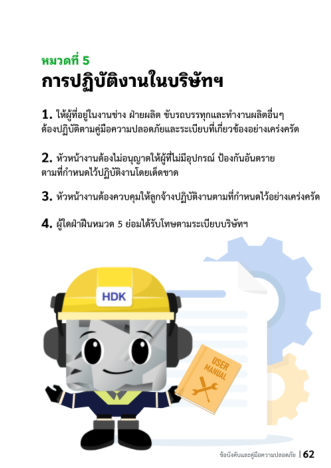 หมวดที่ 5
การปฏิบัติงานในบริษัทฯ
1. ให้ผู้ที่อยู่ในงานช่าง ฝ่ายผลิต ขับรถบรรทุกและทำงานผลิตอื่นๆ
ต้องปฏิบัติตามคู่มือความปลอดภัยและระเบียบที่เกี่ยวข้องอย่างเคร่งครัด
2. หัวหน้างานต้องไม่อนุญาตให้ผู้ที่ไม่มีอุปกรณ์ ป้องกันอันตราย
ตามที่กำหนดไว้ปฏิบัติงานโดยเด็ดขาด
3. หัวหน้างานต้องควบคุมให้ลูกจ้างปฏิบัติงานตามที่กำหนดไว้อย่างเคร่งครัด
4. ผู้ใดฝ่าฝืนหมวด 5 ย่อมได้รับโทษตามระเบียบบริษัทฯ
HDK
USER
MANUAL
ข้อบังคับและคู่มือความปลอดภัย | 62